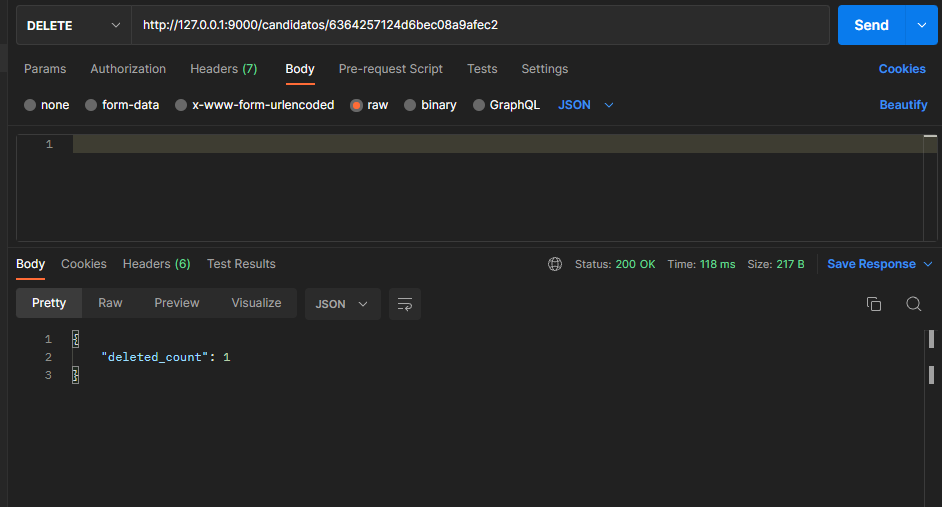 DELETE http://127.0.0.1:9000/candidatos/6364257124d6bec08a9afec2 Send
Params Authorization Headers (7) Body Pre-request Script Tests Settings Cookies
none form-data x-www-form-urlencoded raw binary GraphQL JSON Beautify
1
Body Cookies Headers (6) Test Results Status: 200 OK Time: 118 ms Size: 217 B Save Response
Pretty Raw Preview Visualize JSON
1 {
2 "deleted_count": 1
3 }